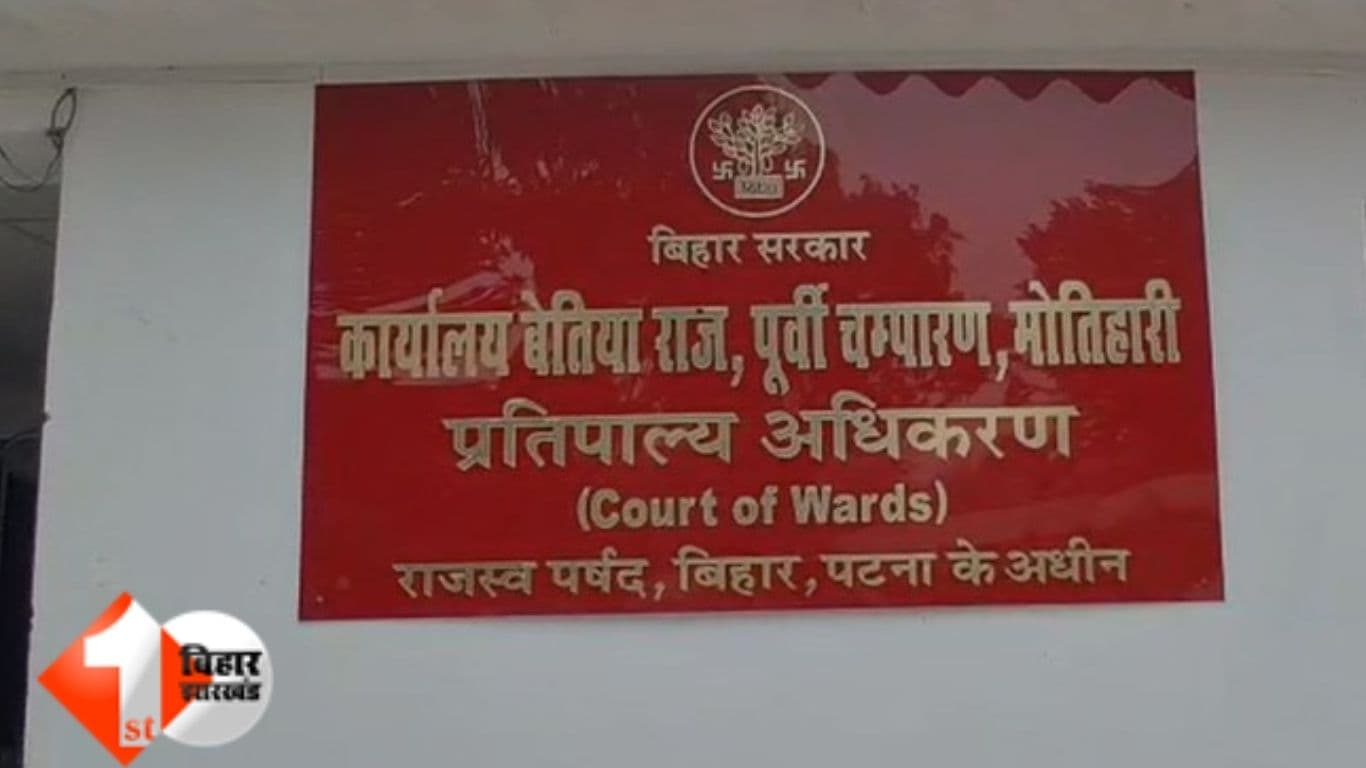 बिहार सरकार
कार्यालय बेतिया राज, पूर्वी चम्पारण, मोतिहारी
प्रतिपाल्य अधिकरण
(Court of Wards)
राजस्व पर्षद, बिहार, पटना के अधीन
1st
बिहार
झारखंड